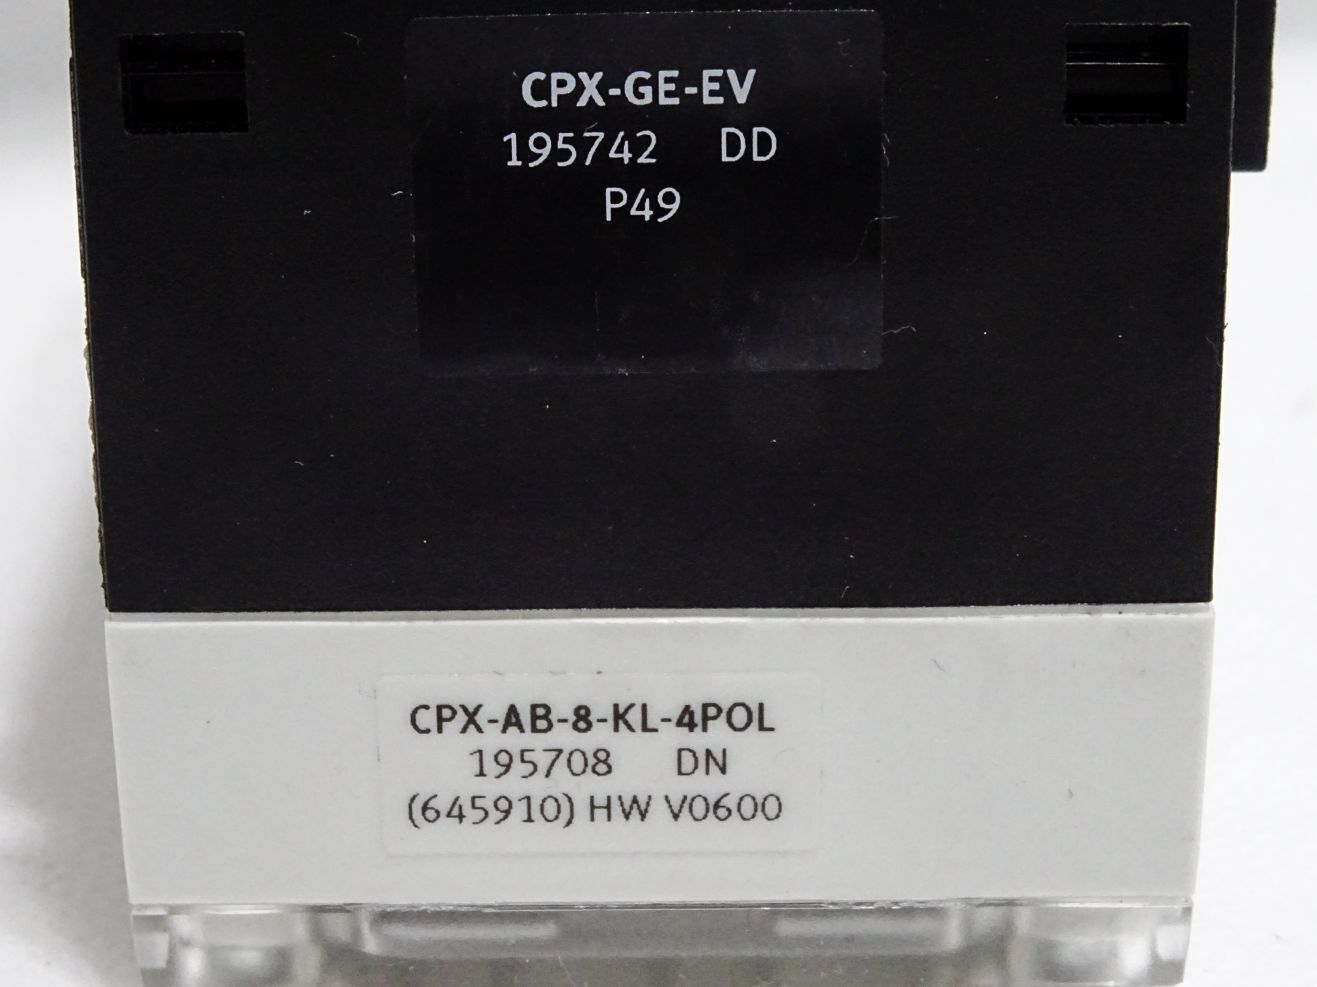 CPX-GE-EV
195742 DD
P49
CPX-AB-8-KL-4POL
195708 DN
(645910) HW V0600